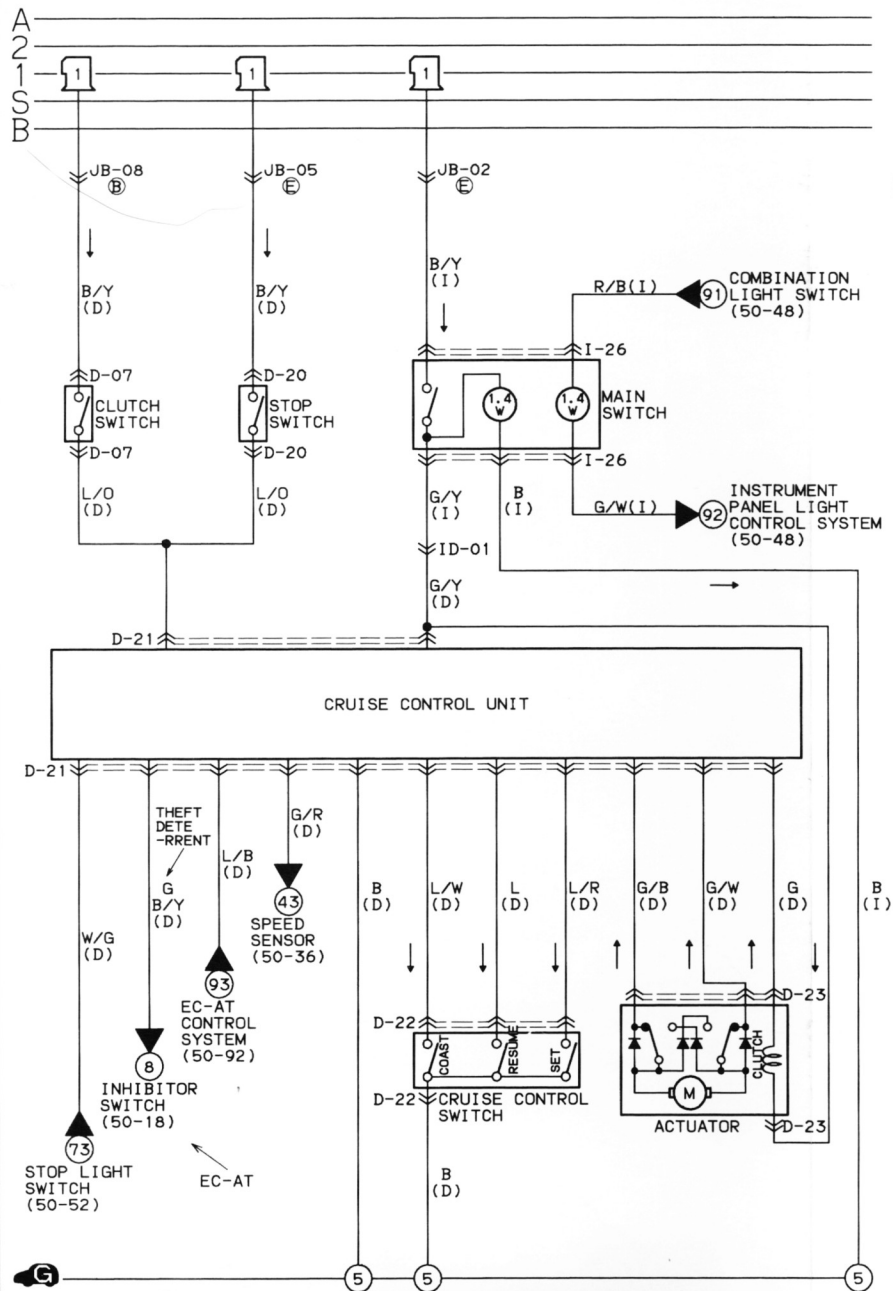 A
2
1
S
B
1
1
1
JB-08
B
JB-05
E
JB-02
E
B/Y
(D)
B/Y
(D)
B/Y
(I)
R/B(I)
91
COMBINATION
LIGHT SWITCH
(50-48)
D-07
D-20
I-26
CLUTCH
SWITCH
STOP
SWITCH
1.4
W
1.4
W
MAIN
SWITCH
D-07
D-20
I-26
L/O
(D)
L/O
(D)
G/Y
(I)
B
(I)
G/W(I)
92
INSTRUMENT
PANEL LIGHT
CONTROL SYSTEM
(50-48)
ID-01
G/Y
(D)
D-21
CRUISE CONTROL UNIT
D-21
THEFT
DETE
-RRENT
G
B/Y
(D)
L/B
(D)
G/R
(D)
W/G
(D)
B
(D)
L/W
(D)
L
(D)
L/R
(D)
G/B
(D)
G/W
(D)
G
(D)
B
(I)
43
SPEED
SENSOR
(50-36)
93
EC-AT
CONTROL
SYSTEM
(50-92)
8
INHIBITOR
SWITCH
(50-18)
73
STOP LIGHT
SWITCH
(50-52)
EC-AT
D-22
COAST
RESUME
SET
D-22
CRUISE CONTROL
SWITCH
B
(D)
D-23
CLUTCH
M
ACTUATOR
D-23
G
5
5
5